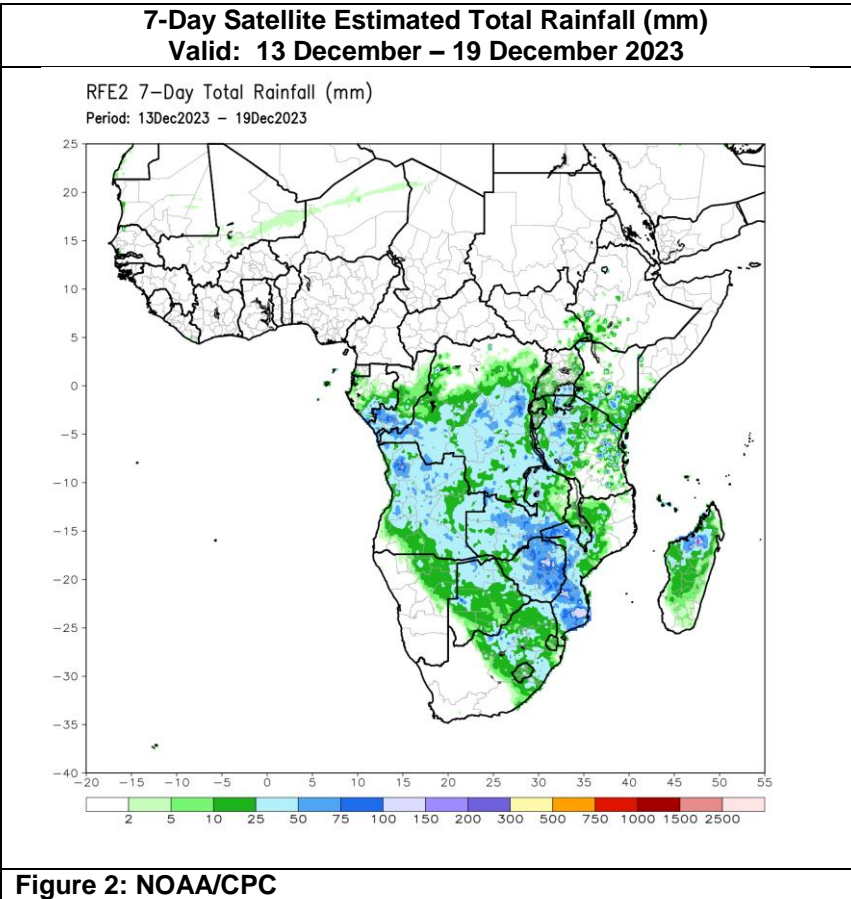 7-Day Satellite Estimated Total Rainfall (mm)
Valid:  13 December – 19 December 2023
RFE2 7-Day Total Rainfall (mm)
Period: 13Dec2023 – 19Dec2023
25
20
15
10
5
0
-5
-10
-15
-20
-25
-30
-35
-40
-20 -15 -10 -5 0 5 10 15 20 25 30 35 40 45 50 55
2 5 10 25 50 75 100 150 200 300 500 750 1000 1500 2500
Figure 2: NOAA/CPC